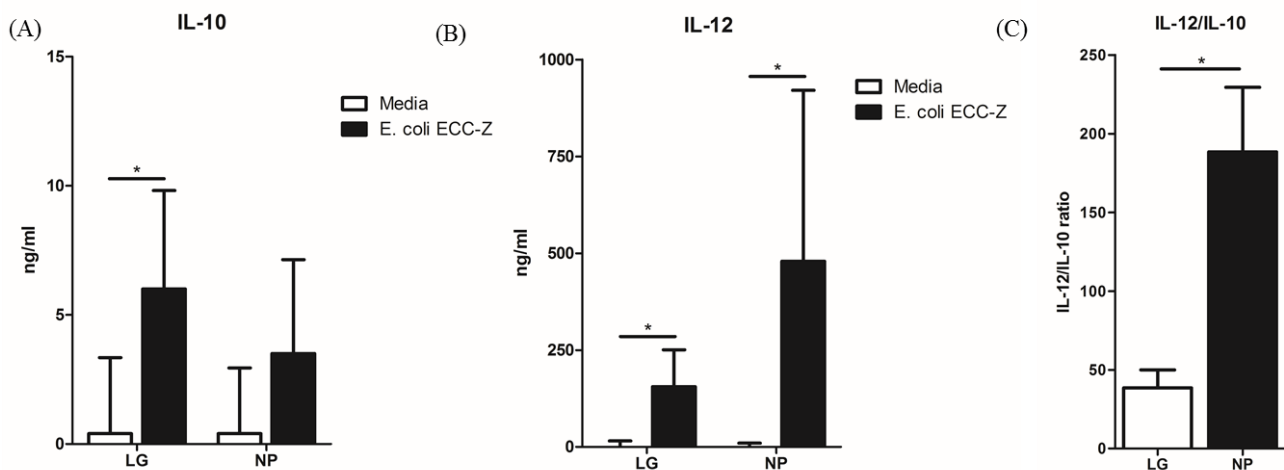 (A)
IL-10
ng/ml
15
10
5
0
*
LG
NP
Media
E. coli ECC-Z
(B)
IL-12
ng/ml
1000
750
500
250
0
*
*
LG
NP
Media
E. coli ECC-Z
(C)
IL-12/IL-10
IL-12/IL-10 ratio
250
200
150
100
50
0
*
LG
NP